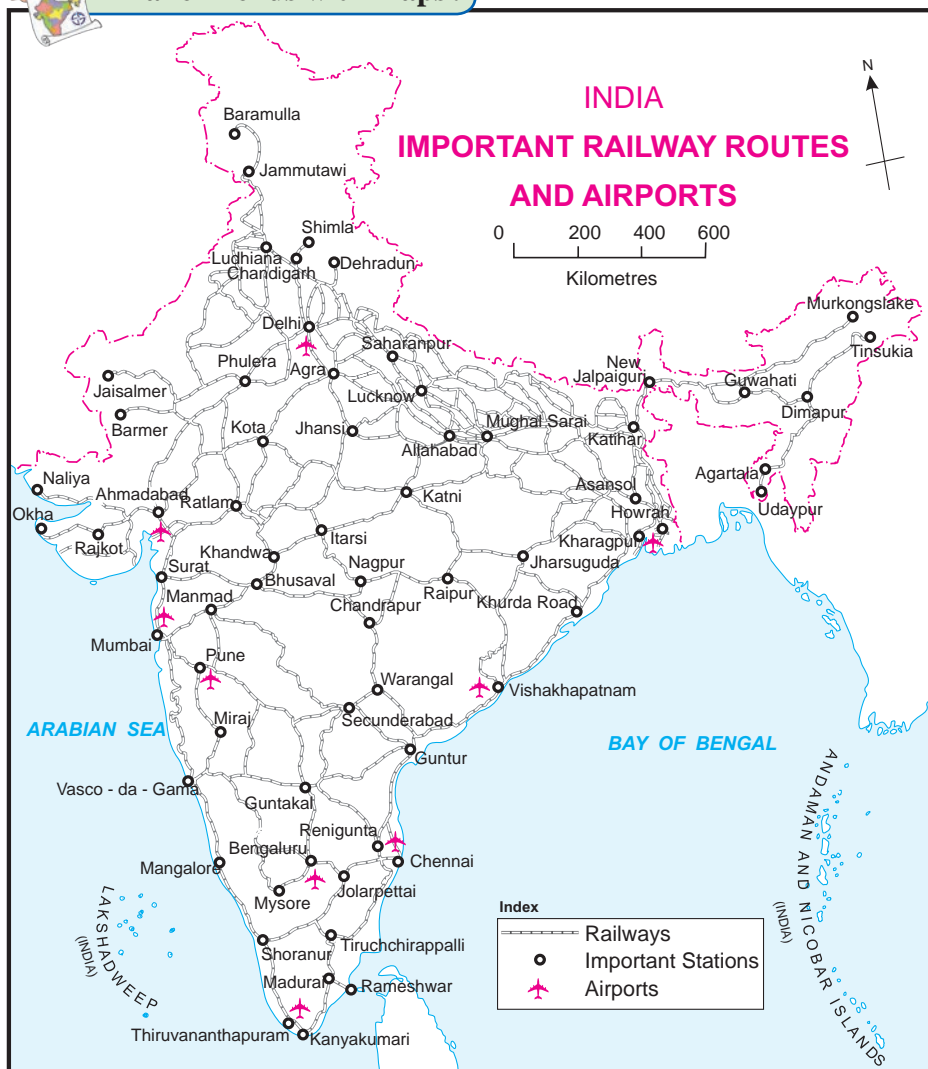 INDIA
IMPORTANT RAILWAY ROUTES
AND AIRPORTS
N
0 200 400 600
Kilometres
Baramulla
Jammutawi
Shimla
Ludhiana
Chandigarh
Dehradun
Delhi
Saharanpur
Phulera
Agra
Jaisalmer
Lucknow
Barmer
Kota
Jhansi
Mughal Sarai
Allahabad
New
Jalpaiguri
Guwahati
Murkongslake
Tinsukia
Dimapur
Katihar
Agartala
Udaypur
Naliya
Ahmadabad
Ratlam
Katni
Asansol
Okha
Howrah
Rajkot
Itarsi
Kharagpur
Khandwa
Jharsuguda
Surat
Bhusaval
Nagpur
Raipur
Manmad
Chandrapur
Khurda Road
Mumbai
Pune
Warangal
Vishakhapatnam
ARABIAN SEA
Miraj
Secunderabad
BAY OF BENGAL
Guntur
Vasco - da - Gama
Guntakal
Renigunta
Bengaluru
Mangalore
Chennai
Mysore
Jolarpettai
LAKSHADWEEP
(INDIA)
ANDAMAN AND NICOBAR ISLANDS
(INDIA)
Shoranur
Tiruchchirappalli
Madurai
Rameshwar
Thiruvananthapuram
Kanyakumari
Index
Railways
Important Stations
Airports